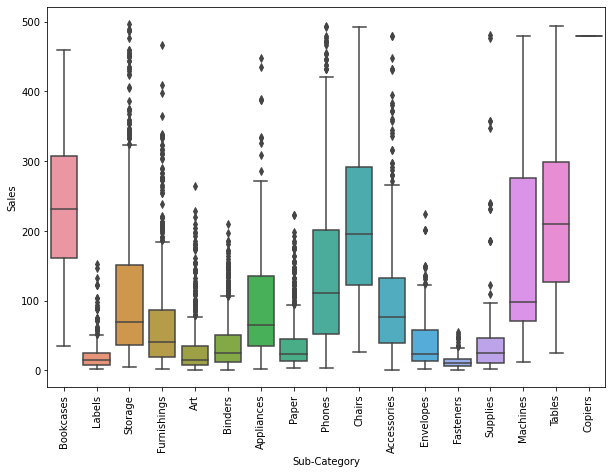 500
400
300
200
100
0
Sales
Bookcases
Labels
Storage
Furnishings
Art
Binders
Appliances
Paper
Phones
Chairs
Accessories
Envelopes
Fasteners
Supplies
Machines
Tables
Copiers
Sub-Category